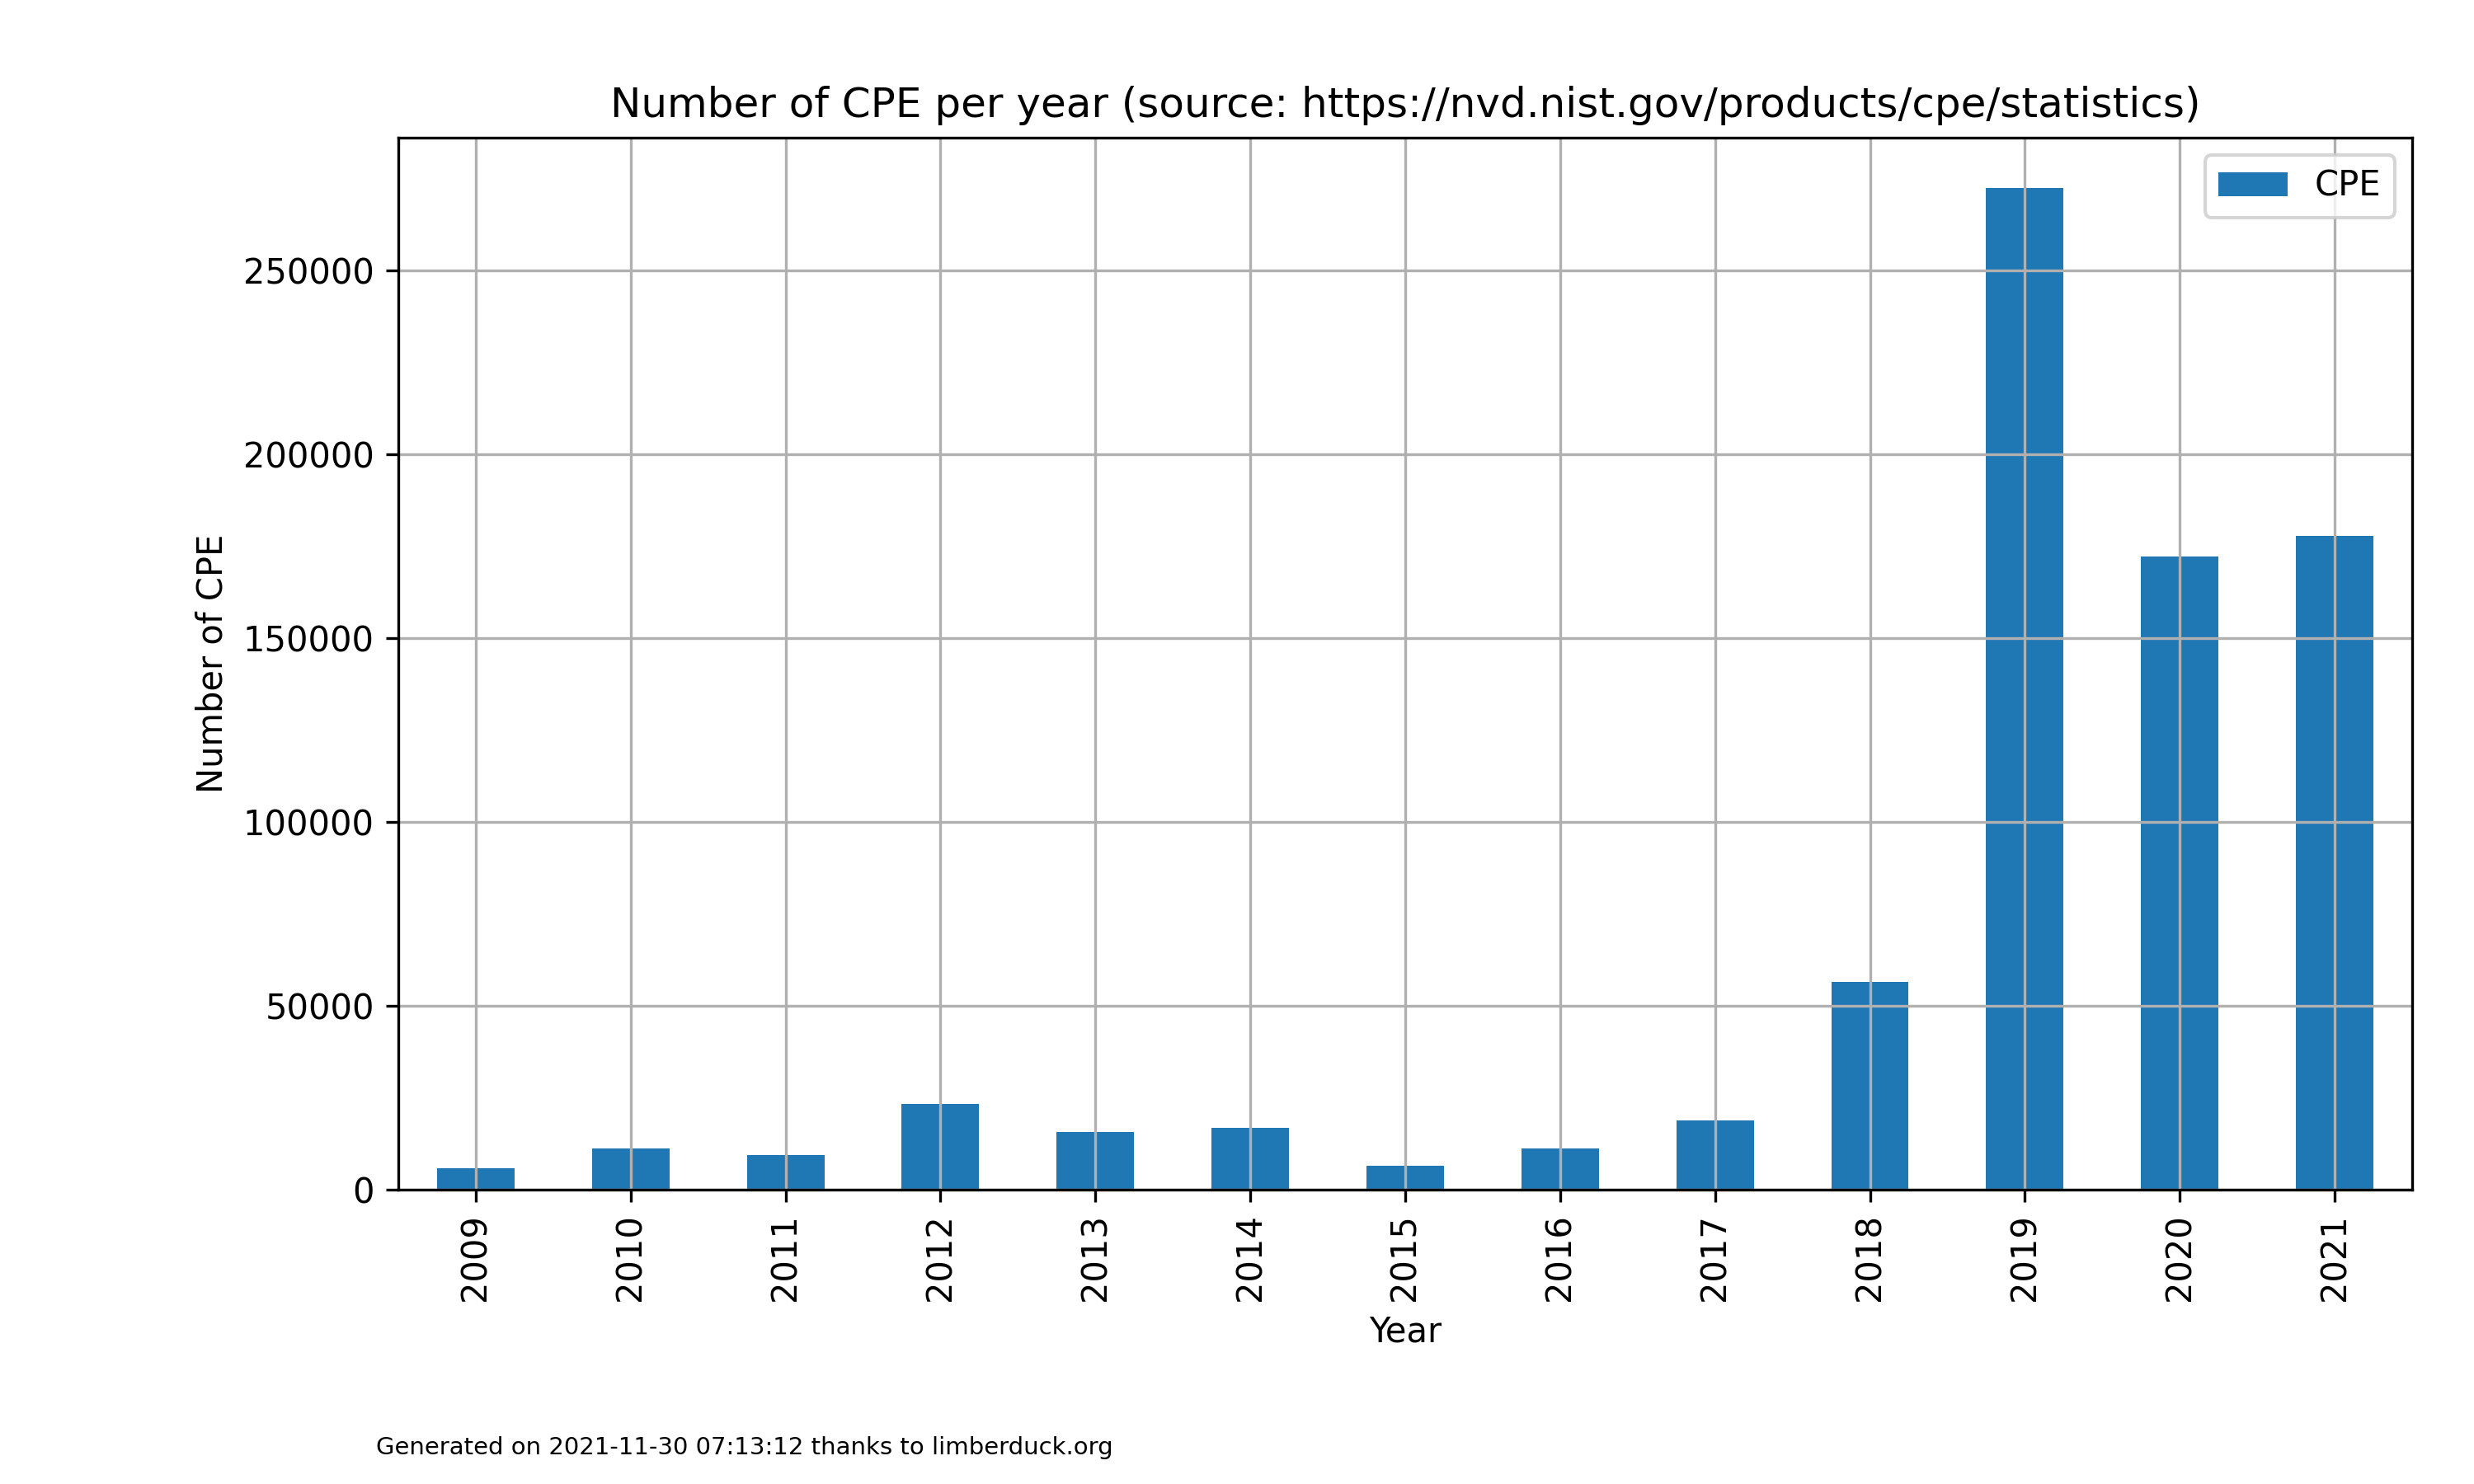 Number of CPE per year (source: https://nvd.nist.gov/products/cpe/statistics)
CPE
Number of CPE
250000
200000
150000
100000
50000
0
2009 2010 2011 2012 2013 2014 2015 2016 2017 2018 2019 2020 2021
Year
Generated on 2021-11-30 07:13:12 thanks to limberduck.org